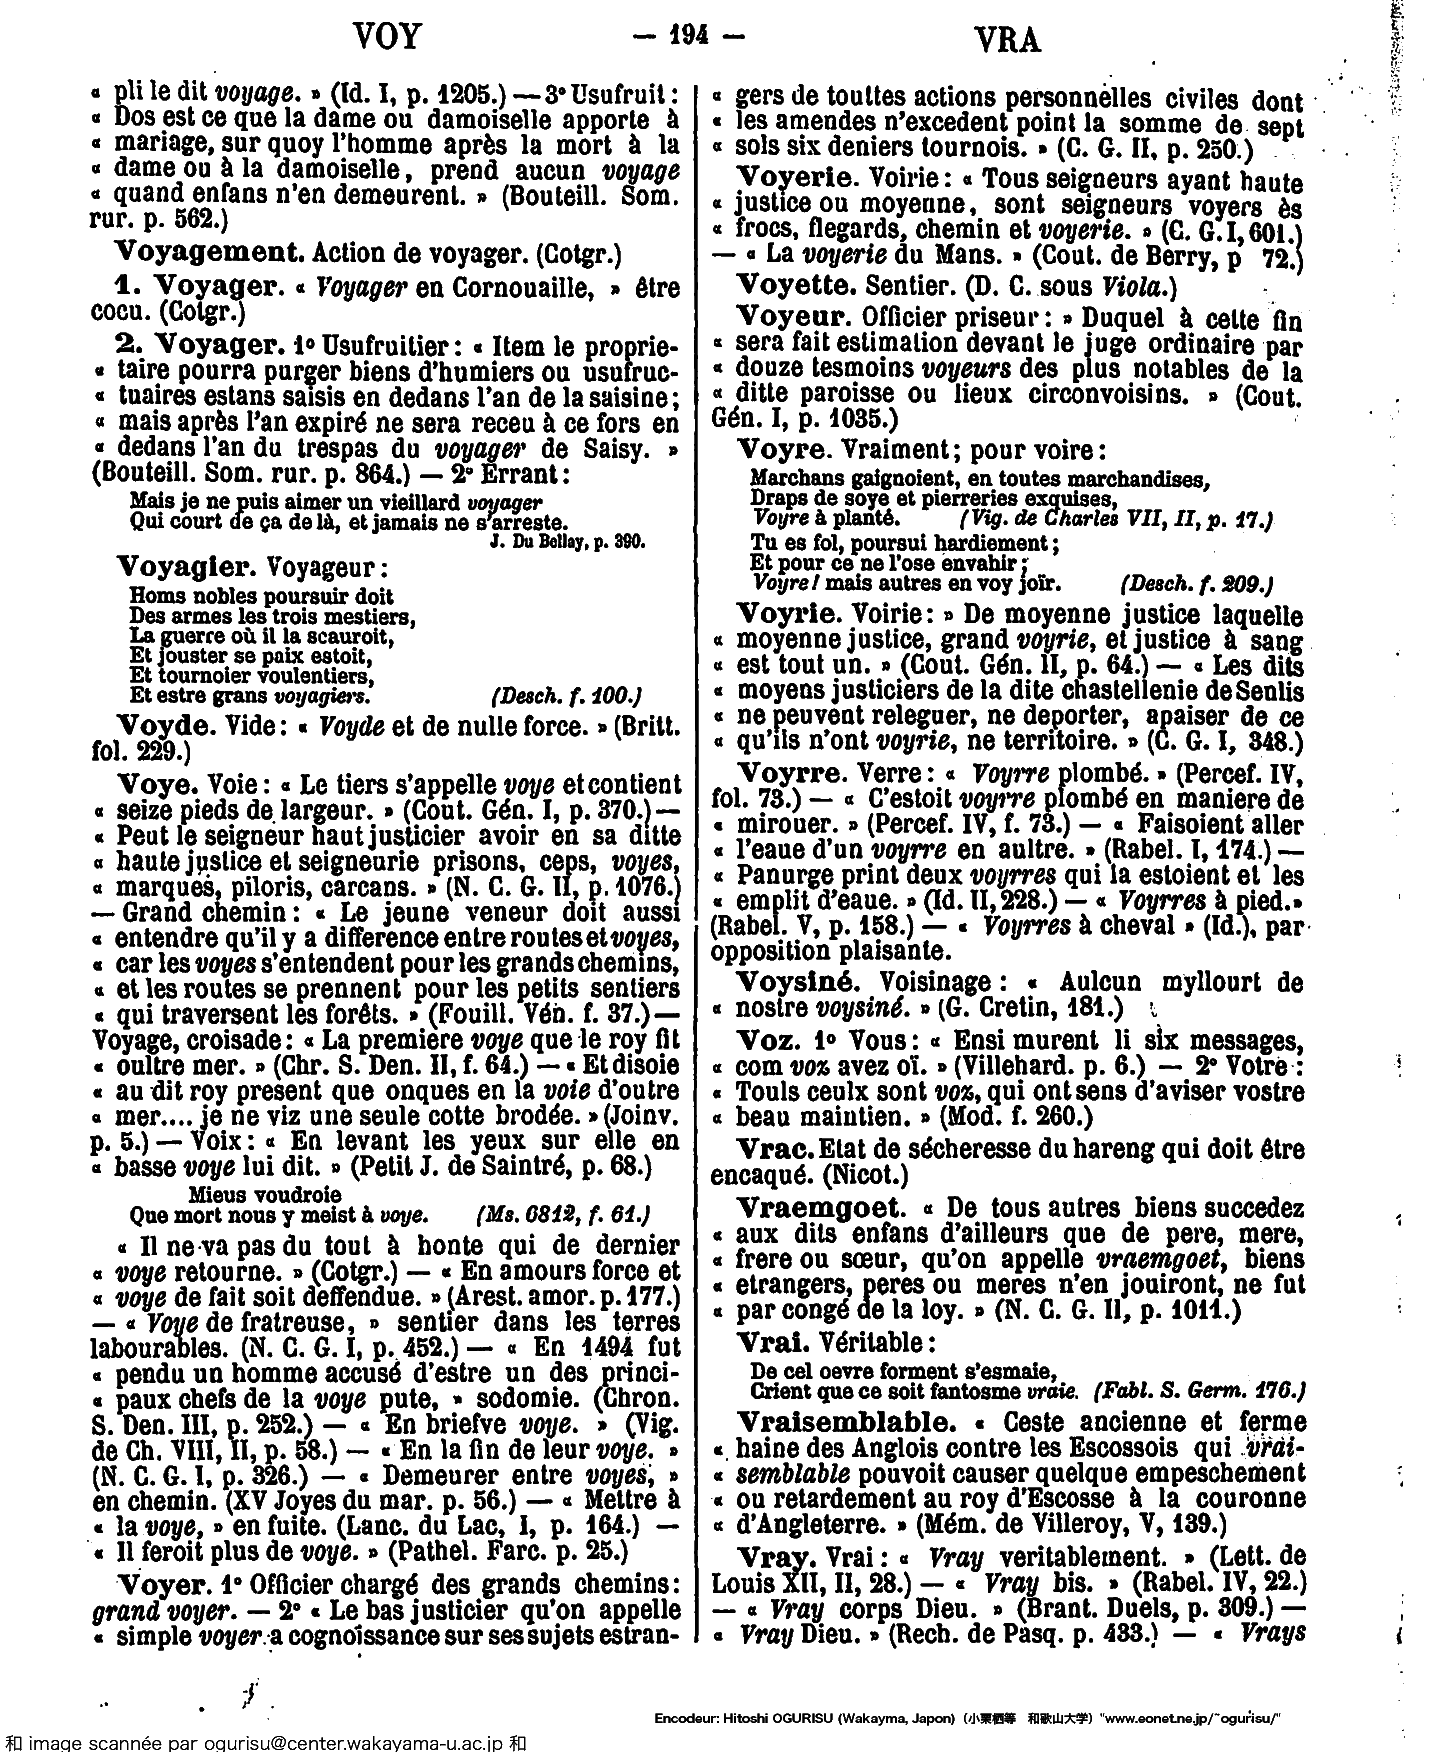 VOY — 194 — VRA
« pli le dit voyage. » (Id. I, p. 1205.) — 3° Usufruit :
« Dos est ce que la dame ou damoiselle apporte à
« mariage, sur quoy l'homme après la mort à la
« dame ou à la damoiselle, prend aucun voyage
« quand enfans n'en demeurent. » (Bouteill. Som.
rur. p. 562.)
Voyagement. Action de voyager. (Cotgr.)
1. Voyager. « Voyager en Cornouaille, » être
cocu. (Cotgr.)
2. Voyager. 1° Usufruitier : « Item le proprie-
« taire pourra purger biens d'humiers ou usufruc-
« tuaires estans saisis en dedans l'an de la saisine ;
« mais après l'an expiré ne sera receu à ce fors en
« dedans l'an du trespas du voyager de Saisy. »
(Bouteill. Som. rur. p. 864.) — 2° Errant :
Mais je ne puis aimer un vieillard voyager
Qui court de ça de là, et jamais ne s'arreste.
J. Du Bellay, p. 390.
Voyagier. Voyageur :
Homs nobles poursuir doit
Des armes les trois mestiers,
La guerre où il la scauroit,
Et jouster se paix estoit,
Et tournoier voulentiers,
Et estre grans voyagiers. (Desch. f. 100.)
Voyde. Vide : « Voyde et de nulle force. » (Britt.
fol. 229.)
Voye. Voie : « Le tiers s'appelle voye et contient
« seize pieds de largeur. » (Cout. Gén. I, p. 370.) —
« Peut le seigneur haut justicier avoir en sa ditte
« haute justice et seigneurie prisons, ceps, voyes,
« marques, piloris, carcans. » (N. C. G. II, p. 1076.)
— Grand chemin : « Le jeune veneur doit aussi
« entendre qu'il y a difference entre routes et voyes,
« car les voyes s'entendent pour les grands chemins,
« et les routes se prennent pour les petits sentiers
« qui traversent les forêts. » (Fouill. Vén. f. 37.) —
Voyage, croisade : « La premiere voye que le roy fit
« oultre mer. » (Chr. S. Den. II, f. 64.) — « Et disoie
« au dit roy present que onques en la voie d'outre
« mer.... je ne viz une seule cotte brodée. » (Joinv.
p. 5.) — Voix : « En levant les yeux sur elle en
« basse voye lui dit. » (Petit J. de Saintré, p. 68.)
Mieus voudroie
Que mort nous y meist à voye. (Ms. 6812, f. 61.)
« Il ne va pas du tout à honte qui de dernier
« voye retourne. » (Cotgr.) — « En amours force et
« voye de fait soit deffendue. » (Arest. amor. p. 177.)
— « Voye de fratreuse, » sentier dans les terres
labourables. (N. C. G. I, p. 452.) — « En 1494 fut
« pendu un homme accusé d'estre un des princi-
« paux chefs de la voye pute, » sodomie. (Chron.
S. Den. III, p. 252.) — « En briefve voye. » (Vig.
de Ch. VIII, II, p. 58.) — « En la fin de leur voye. »
(N. C. G. I, p. 326.) — « Demeurer entre voyes, »
en chemin. (XV Joyes du mar. p. 56.) — « Mettre à
« la voye, » en fuite. (Lanc. du Lac, I, p. 164.) —
« Il feroit plus de voye. » (Pathel. Farc. p. 25.)
Voyer. 1° Officier chargé des grands chemins :
grand voyer. — 2° « Le bas justicier qu'on appelle
« simple voyer a cognoissance sur ses sujets estran-
« gers de touttes actions personnelles civiles dont
« les amendes n'excedent point la somme de sept
« sols six deniers tournois. » (C. G. II, p. 250.)
Voyerie. Voirie : « Tous seigneurs ayant haute
« justice ou moyenne, sont seigneurs voyers ès
« frocs, flegards, chemin et voyerie. » (C. G. I, 601.)
— « La voyerie du Mans. » (Cout. de Berry, p 72.)
Voyette. Sentier. (D. C. sous Viola.)
Voyeur. Officier priseur : » Duquel à cette fin
« sera fait estimation devant le juge ordinaire par
« douze tesmoins voyeurs des plus notables de la
« ditte paroisse ou lieux circonvoisins. » (Cout.
Gén. I, p. 1035.)
Voyre. Vraiment ; pour voire :
Marchans gaignoient, en toutes marchandises,
Draps de soye et pierreries exquises,
Voyre à planté. (Vig. de Charles VII, II, p. 17.)
Tu es fol, poursui hardiement ;
Et pour ce ne l'ose envahir ;
Voyre ! mais autres en voy joïr. (Desch. f. 209.)
Voyrie. Voirie : » De moyenne justice laquelle
« moyenne justice, grand voyrie, et justice à sang
« est tout un. » (Cout. Gén. II, p. 64.) — « Les dits
« moyens justiciers de la dite chastellenie de Senlis
« ne peuvent releguer, ne deporter, apaiser de ce
« qu'ils n'ont voyrie, ne territoire. » (C. G. I, 348.)
Voyrre. Verre : « Voyrre plombé. » (Percef. IV,
fol. 73.) — « C'estoit voyrre plombé en maniere de
« mirouer. » (Percef. IV, f. 73.) — « Faisoient aller
« l'eaue d'un voyrre en aultre. » (Rabel. I, 174.) —
« Panurge print deux voyrres qui la estoient et les
« emplit d'eaue. » (Id. II, 228.) — « Voyrres à pied. »
(Rabel. V, p. 158.) — « Voyrres à cheval » (Id.), par
opposition plaisante.
Voysiné. Voisinage : « Aulcun myllourt de
« nostre voysiné. » (G. Cretin, 181.)
Voz. 1° Vous : « Ensi murent li six messages,
« com vox avez oï. » (Villehard. p. 6.) — 2° Votre :
« Touls ceulx sont vox, qui ont sens d'aviser vostre
« beau maintien. » (Mod. f. 260.)
Vrac. Etat de sécheresse du hareng qui doit être
encaqué. (Nicot.)
Vraemgoet. « De tous autres biens succedez
« aux dits enfans d'ailleurs que de pere, mere,
« frere ou sœur, qu'on appelle vraemgoet, biens
« etrangers, peres ou meres n'en jouiront, ne fut
« par congé de la loy. » (N. C. G. II, p. 1011.)
Vrai. Véritable :
De cel oevre forment s'esmaie,
Crient que ce soit fantosme vraie. (Fabl. S. Germ. 176.)
Vraisemblable. « Ceste ancienne et ferme
« haine des Anglois contre les Escossois qui vrai-
« semblable pouvoit causer quelque empeschement
« ou retardement au roy d'Escosse à la couronne
« d'Angleterre. » (Mém. de Villeroy, V, 139.)
Vray. Vrai : « Vray veritablement. » (Lett. de
Louis XII, II, 28.) — « Vray bis. » (Rabel. IV, 22.)
— « Vray corps Dieu. » (Brant. Duels, p. 309.) —
« Vray Dieu. » (Rech. de Pasq. p. 433.) — « Vrays
Encodeur: Hitoshi OGURISU (Wakayma, Japon) (小栗栖等 和歌山大学) "www.eonet.ne.jp/~ogurisu/"
和 image scannée par ogurisu@center.wakayama-u.ac.jp 和